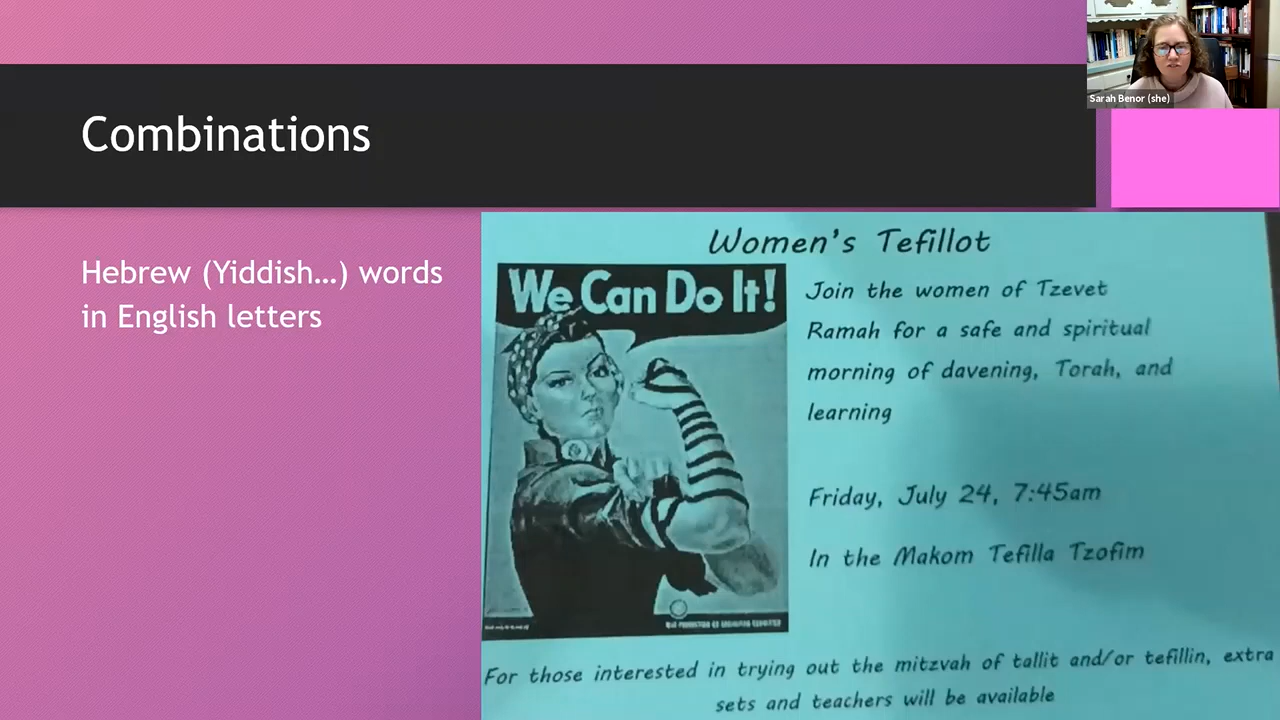 Sarah Benor (she)
Combinations
Hebrew (Yiddish...) words
in English letters
Women's Tefillot
We Can Do It!
Join the women of Tzevet
Ramah for a safe and spiritual
morning of davening, Torah, and
learning
Friday, July 24, 7:45am
In the Makom Tefilla Tzofim
For those interested in trying out the mitzvah of tallit and/or tefillin, extra
sets and teachers will be available